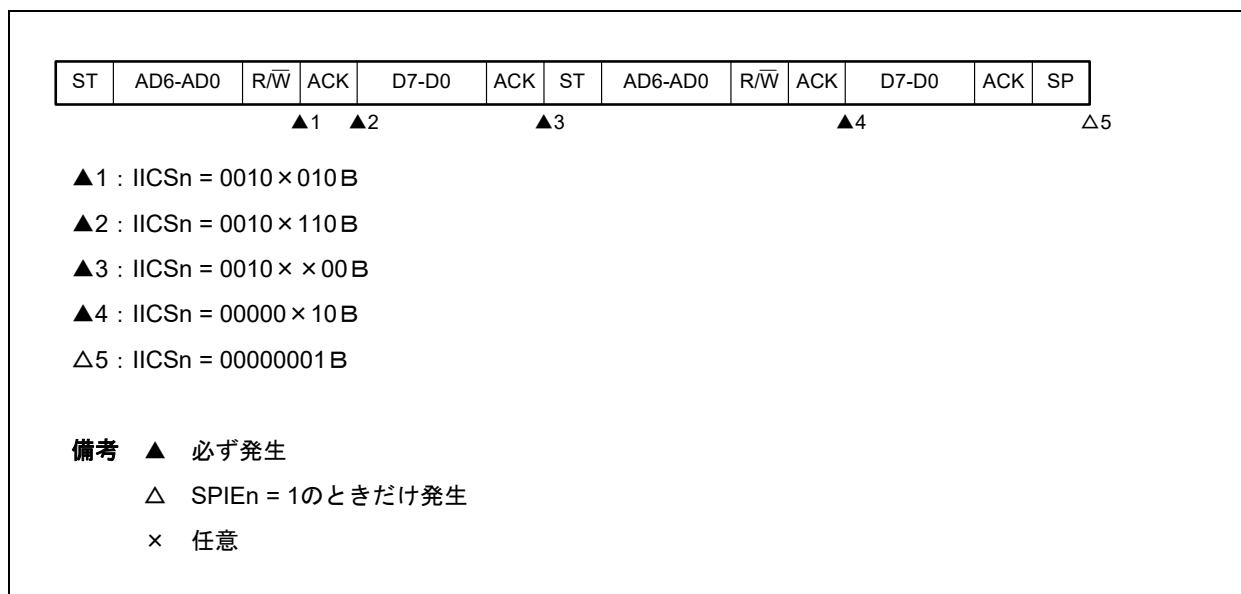 ST AD6-AD0 R/W̅ ACK D7-D0 ACK ST AD6-AD0 R/W̅ ACK D7-D0 ACK SP
▲1 ▲2 ▲3 ▲4 △5
▲1：IICSn = 0010×010B
▲2：IICSn = 0010×110B
▲3：IICSn = 0010××00B
▲4：IICSn = 00000×10B
△5：IICSn = 00000001B
備考 ▲ 必ず発生
△ SPIEn = 1のときだけ発生
× 任意